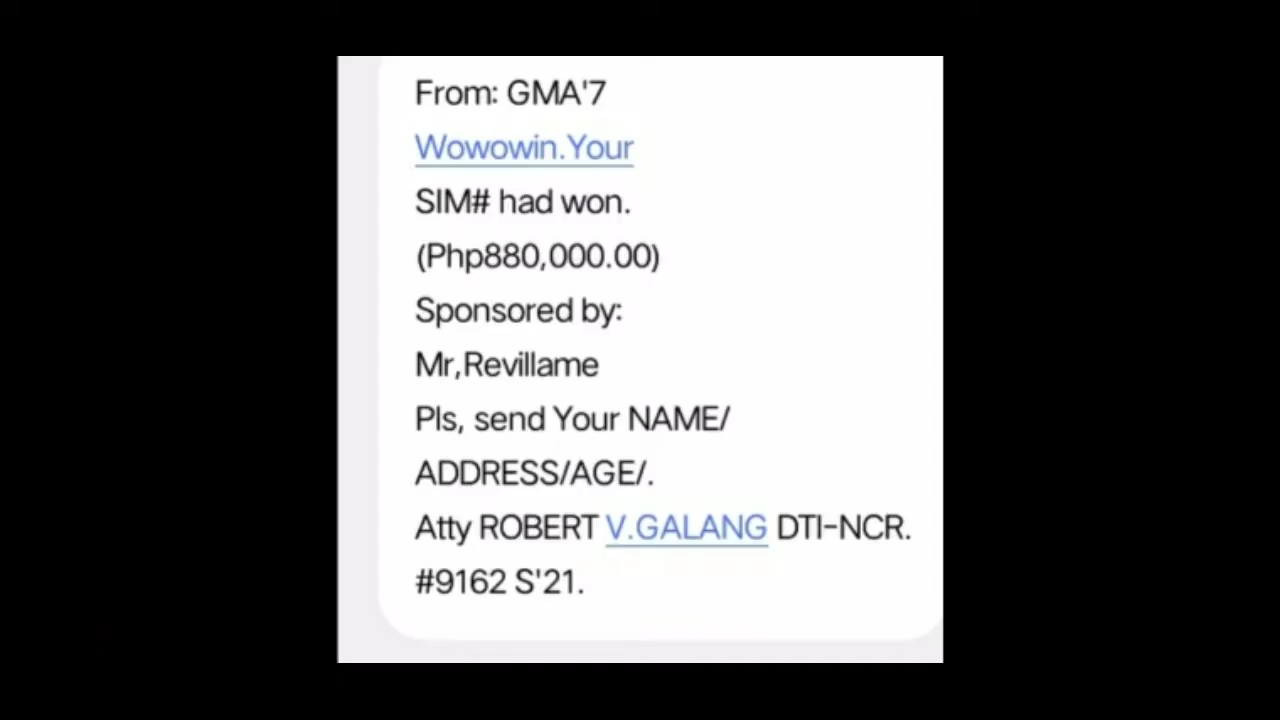 From: GMA'7
Wowowin.Your
SIM# had won.
(Php880,000.00)
Sponsored by:
Mr,Revillame
Pls, send Your NAME/
ADDRESS/AGE/.
Atty ROBERT V.GALANG DTI-NCR.
#9162 S'21.